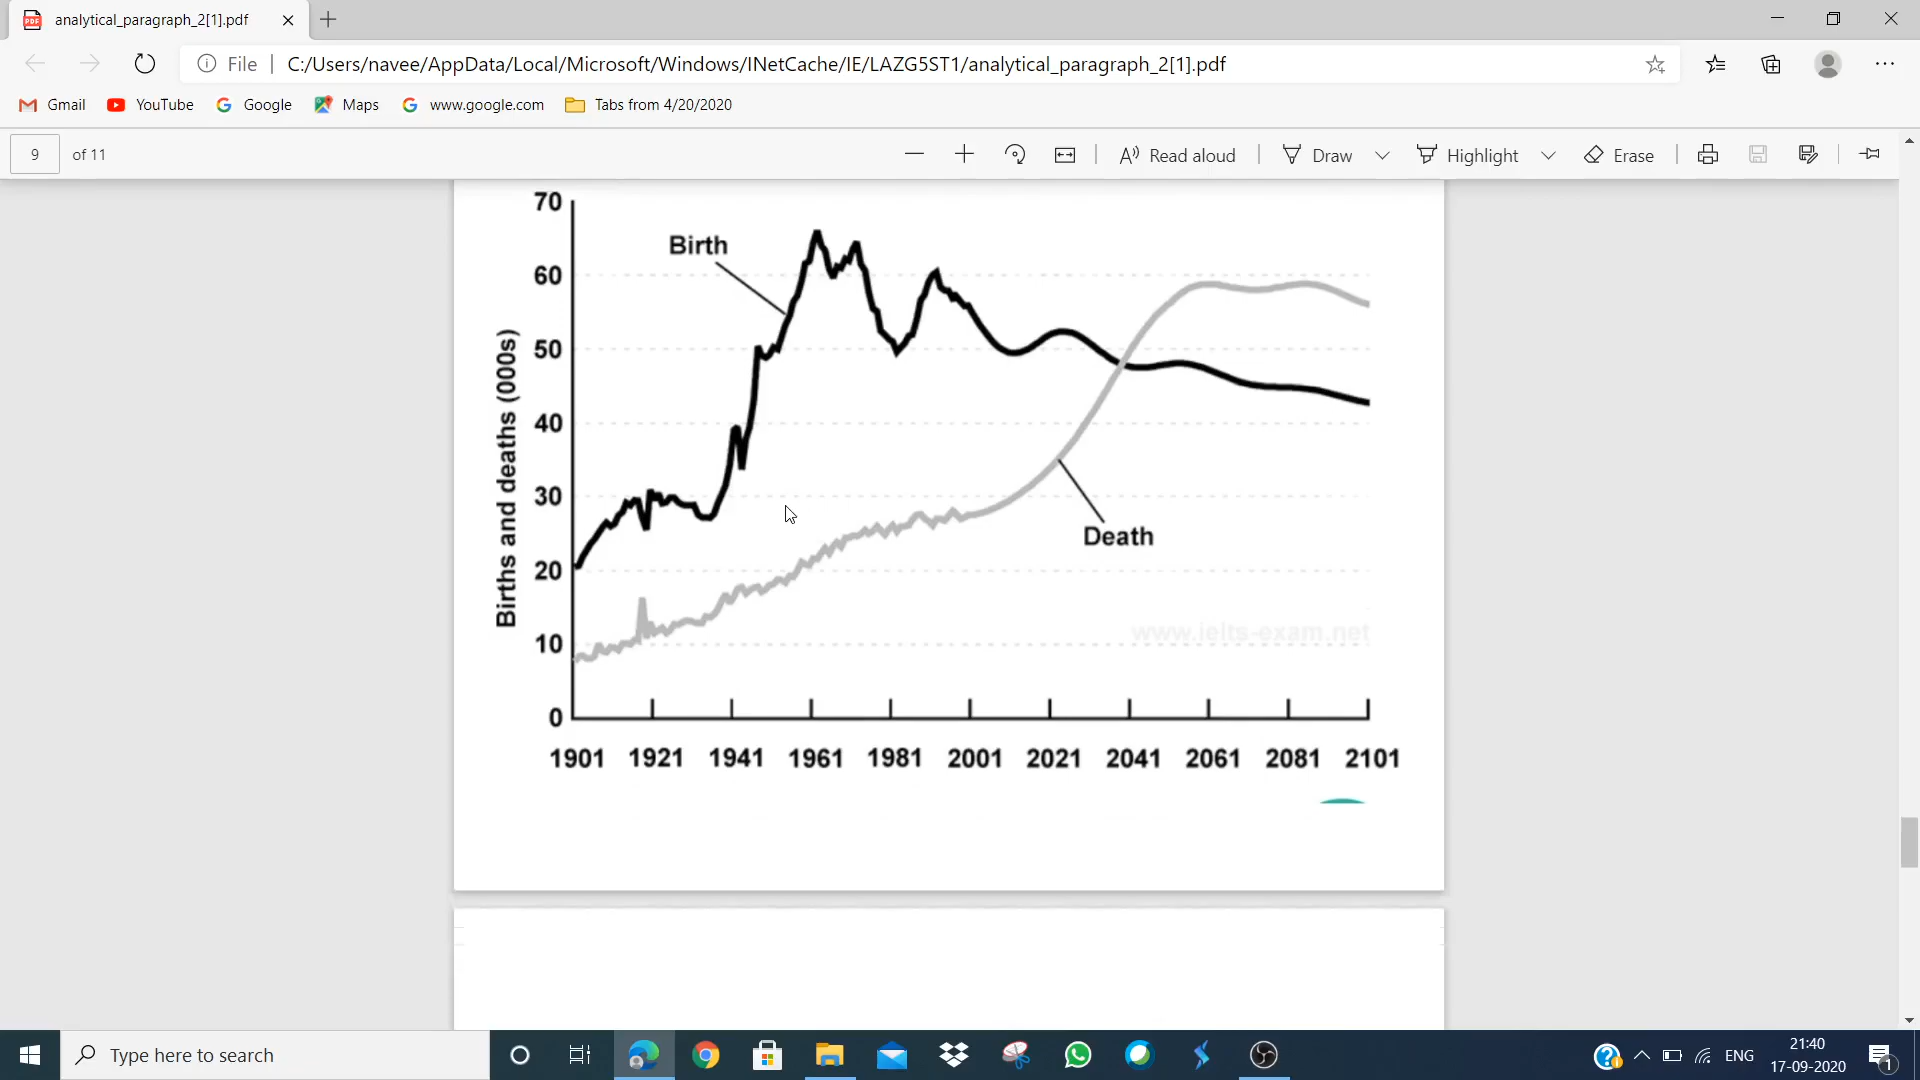 analytical_paragraph_2[1].pdf
File | C:/Users/navee/AppData/Local/Microsoft/Windows/INetCache/IE/LAZG5ST1/analytical_paragraph_2[1].pdf
Gmail YouTube Google Maps www.google.com Tabs from 4/20/2020
9 of 11 Read aloud Draw Highlight Erase
70
Birth
60
50
40
30
20
10
0
Births and deaths (000s)
Death
www.ielts-exam.net
1901 1921 1941 1961 1981 2001 2021 2041 2061 2081 2101
Type here to search
ENG
21:40
17-09-2020
1